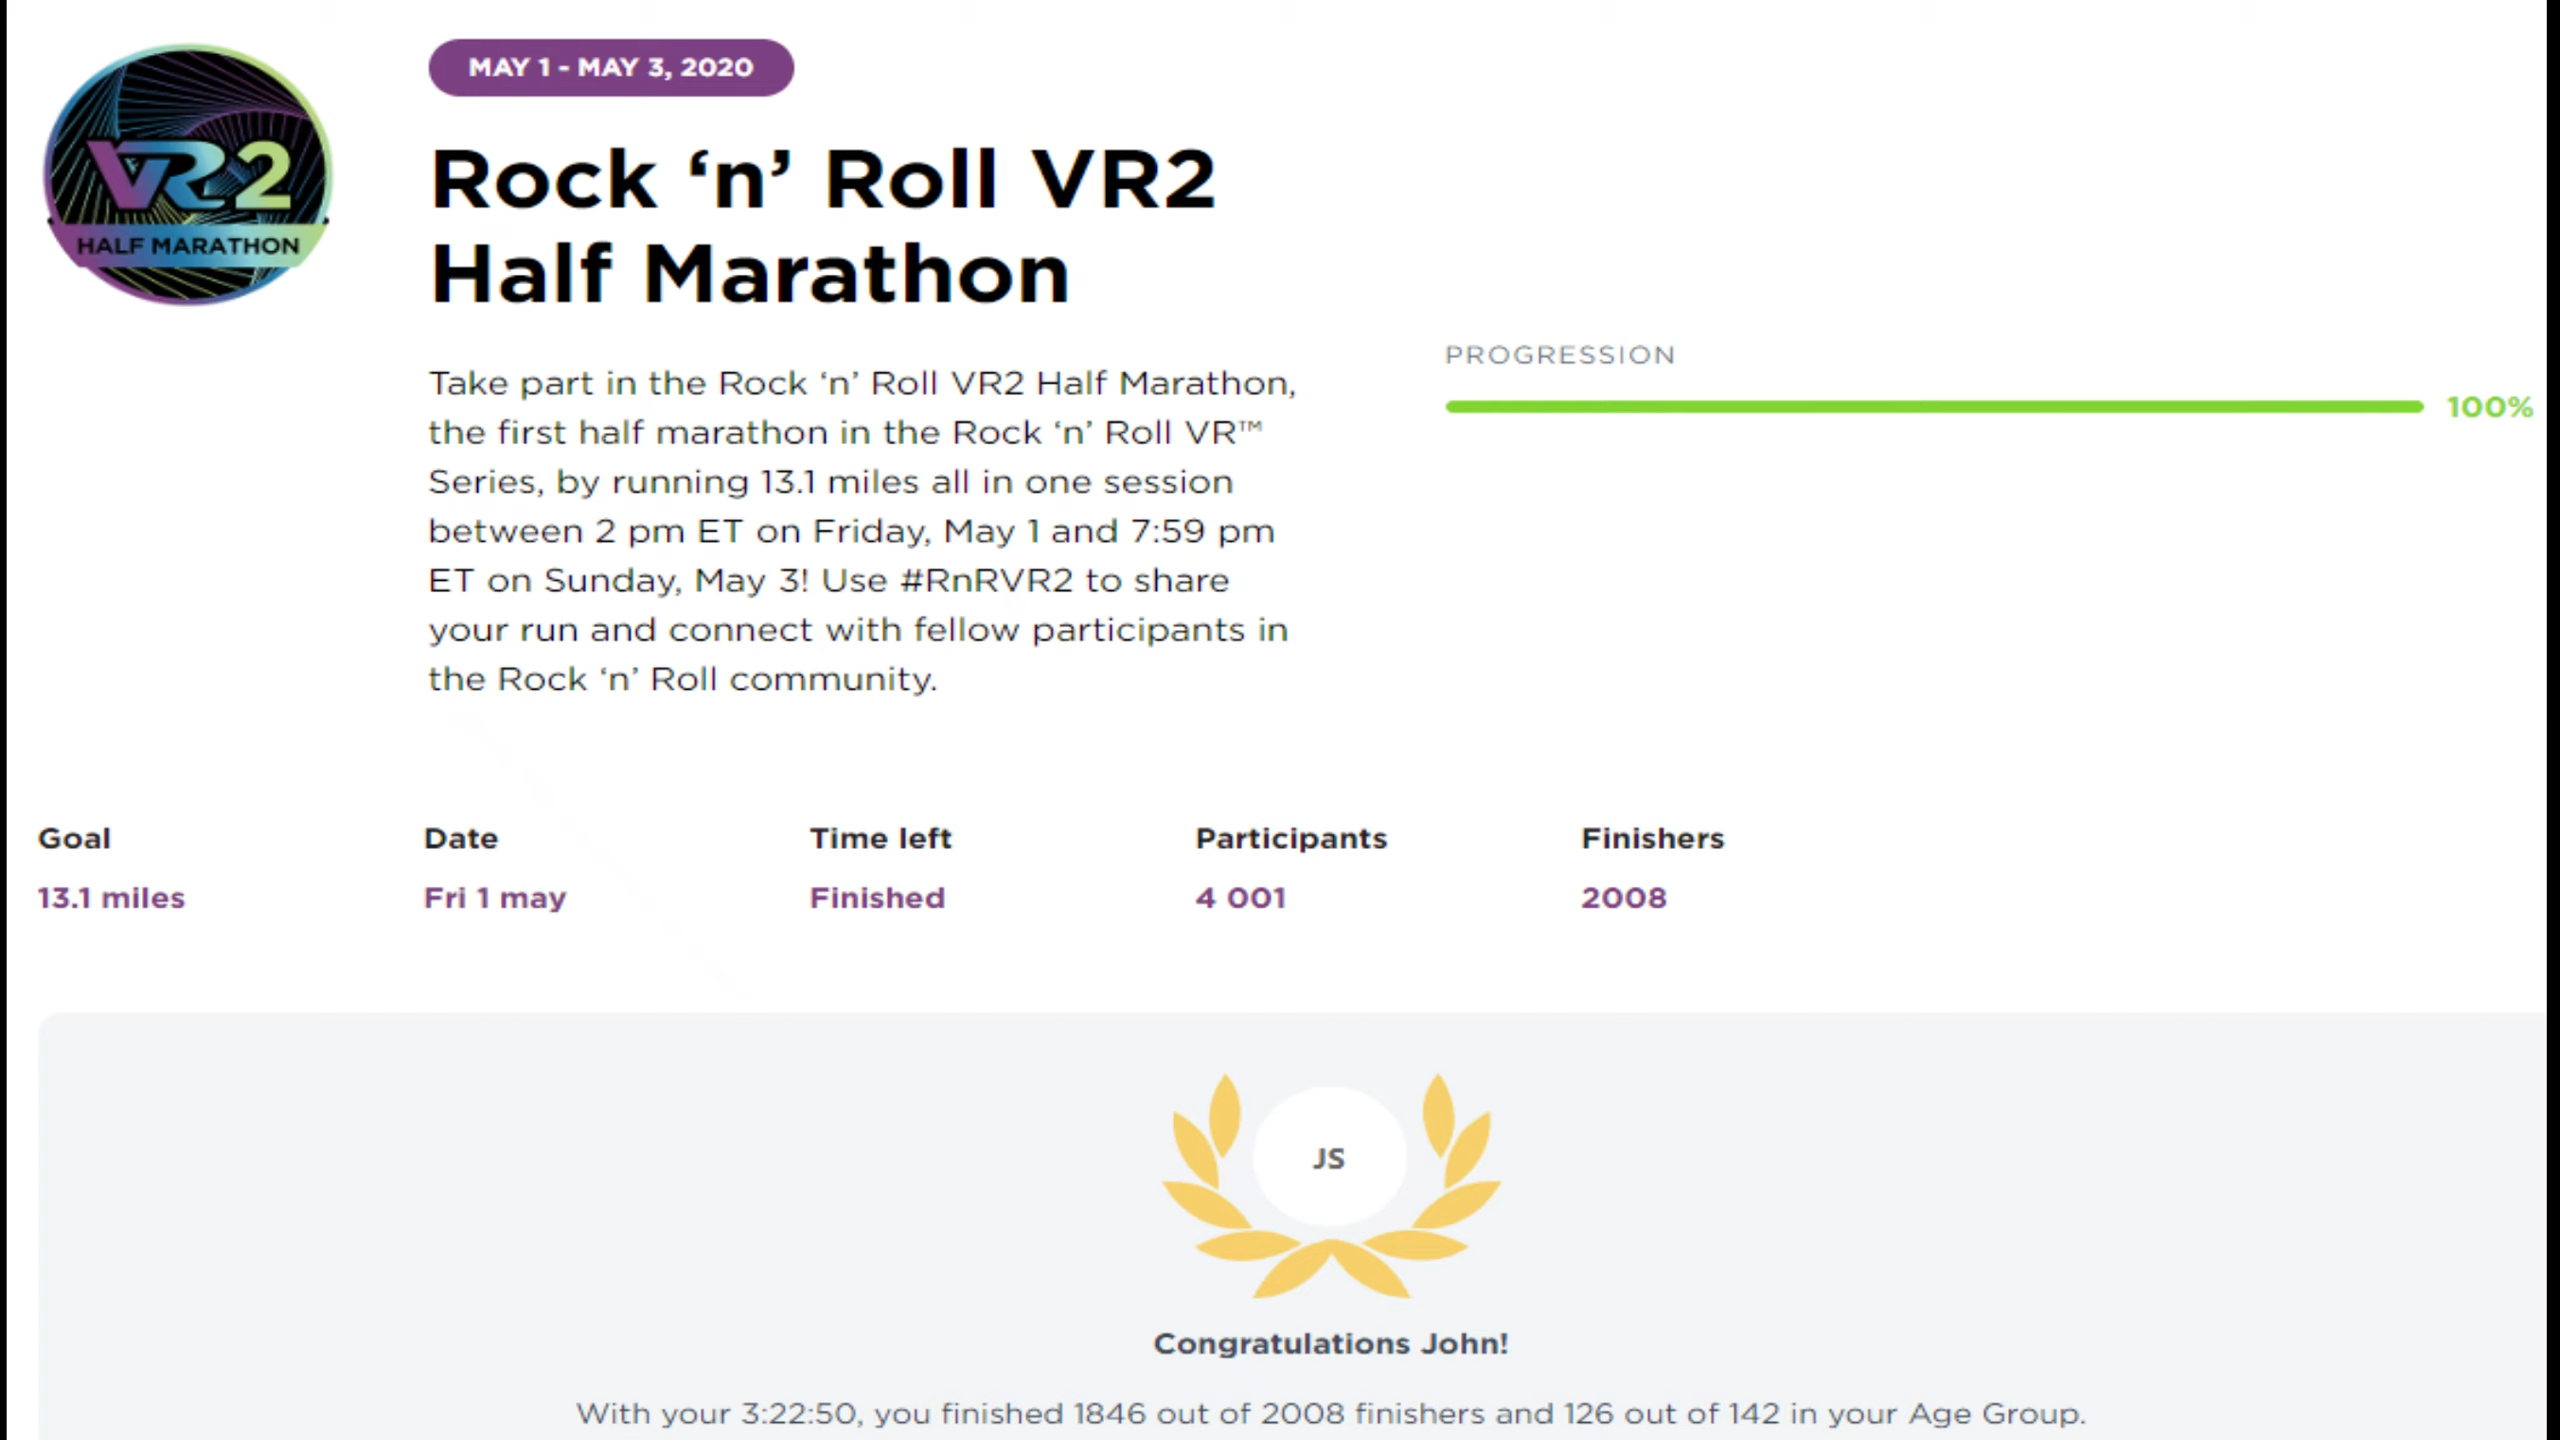 VR2
HALF MARATHON
MAY 1 - MAY 3, 2020
Rock ‘n’ Roll VR2
Half Marathon
Take part in the Rock ‘n’ Roll VR2 Half Marathon,
the first half marathon in the Rock ‘n’ Roll VR™
Series, by running 13.1 miles all in one session
between 2 pm ET on Friday, May 1 and 7:59 pm
ET on Sunday, May 3! Use #RnRVR2 to share
your run and connect with fellow participants in
the Rock ‘n’ Roll community.
PROGRESSION
100%
Goal
13.1 miles
Date
Fri 1 may
Time left
Finished
Participants
4 001
Finishers
2008
JS
Congratulations John!
With your 3:22:50, you finished 1846 out of 2008 finishers and 126 out of 142 in your Age Group.